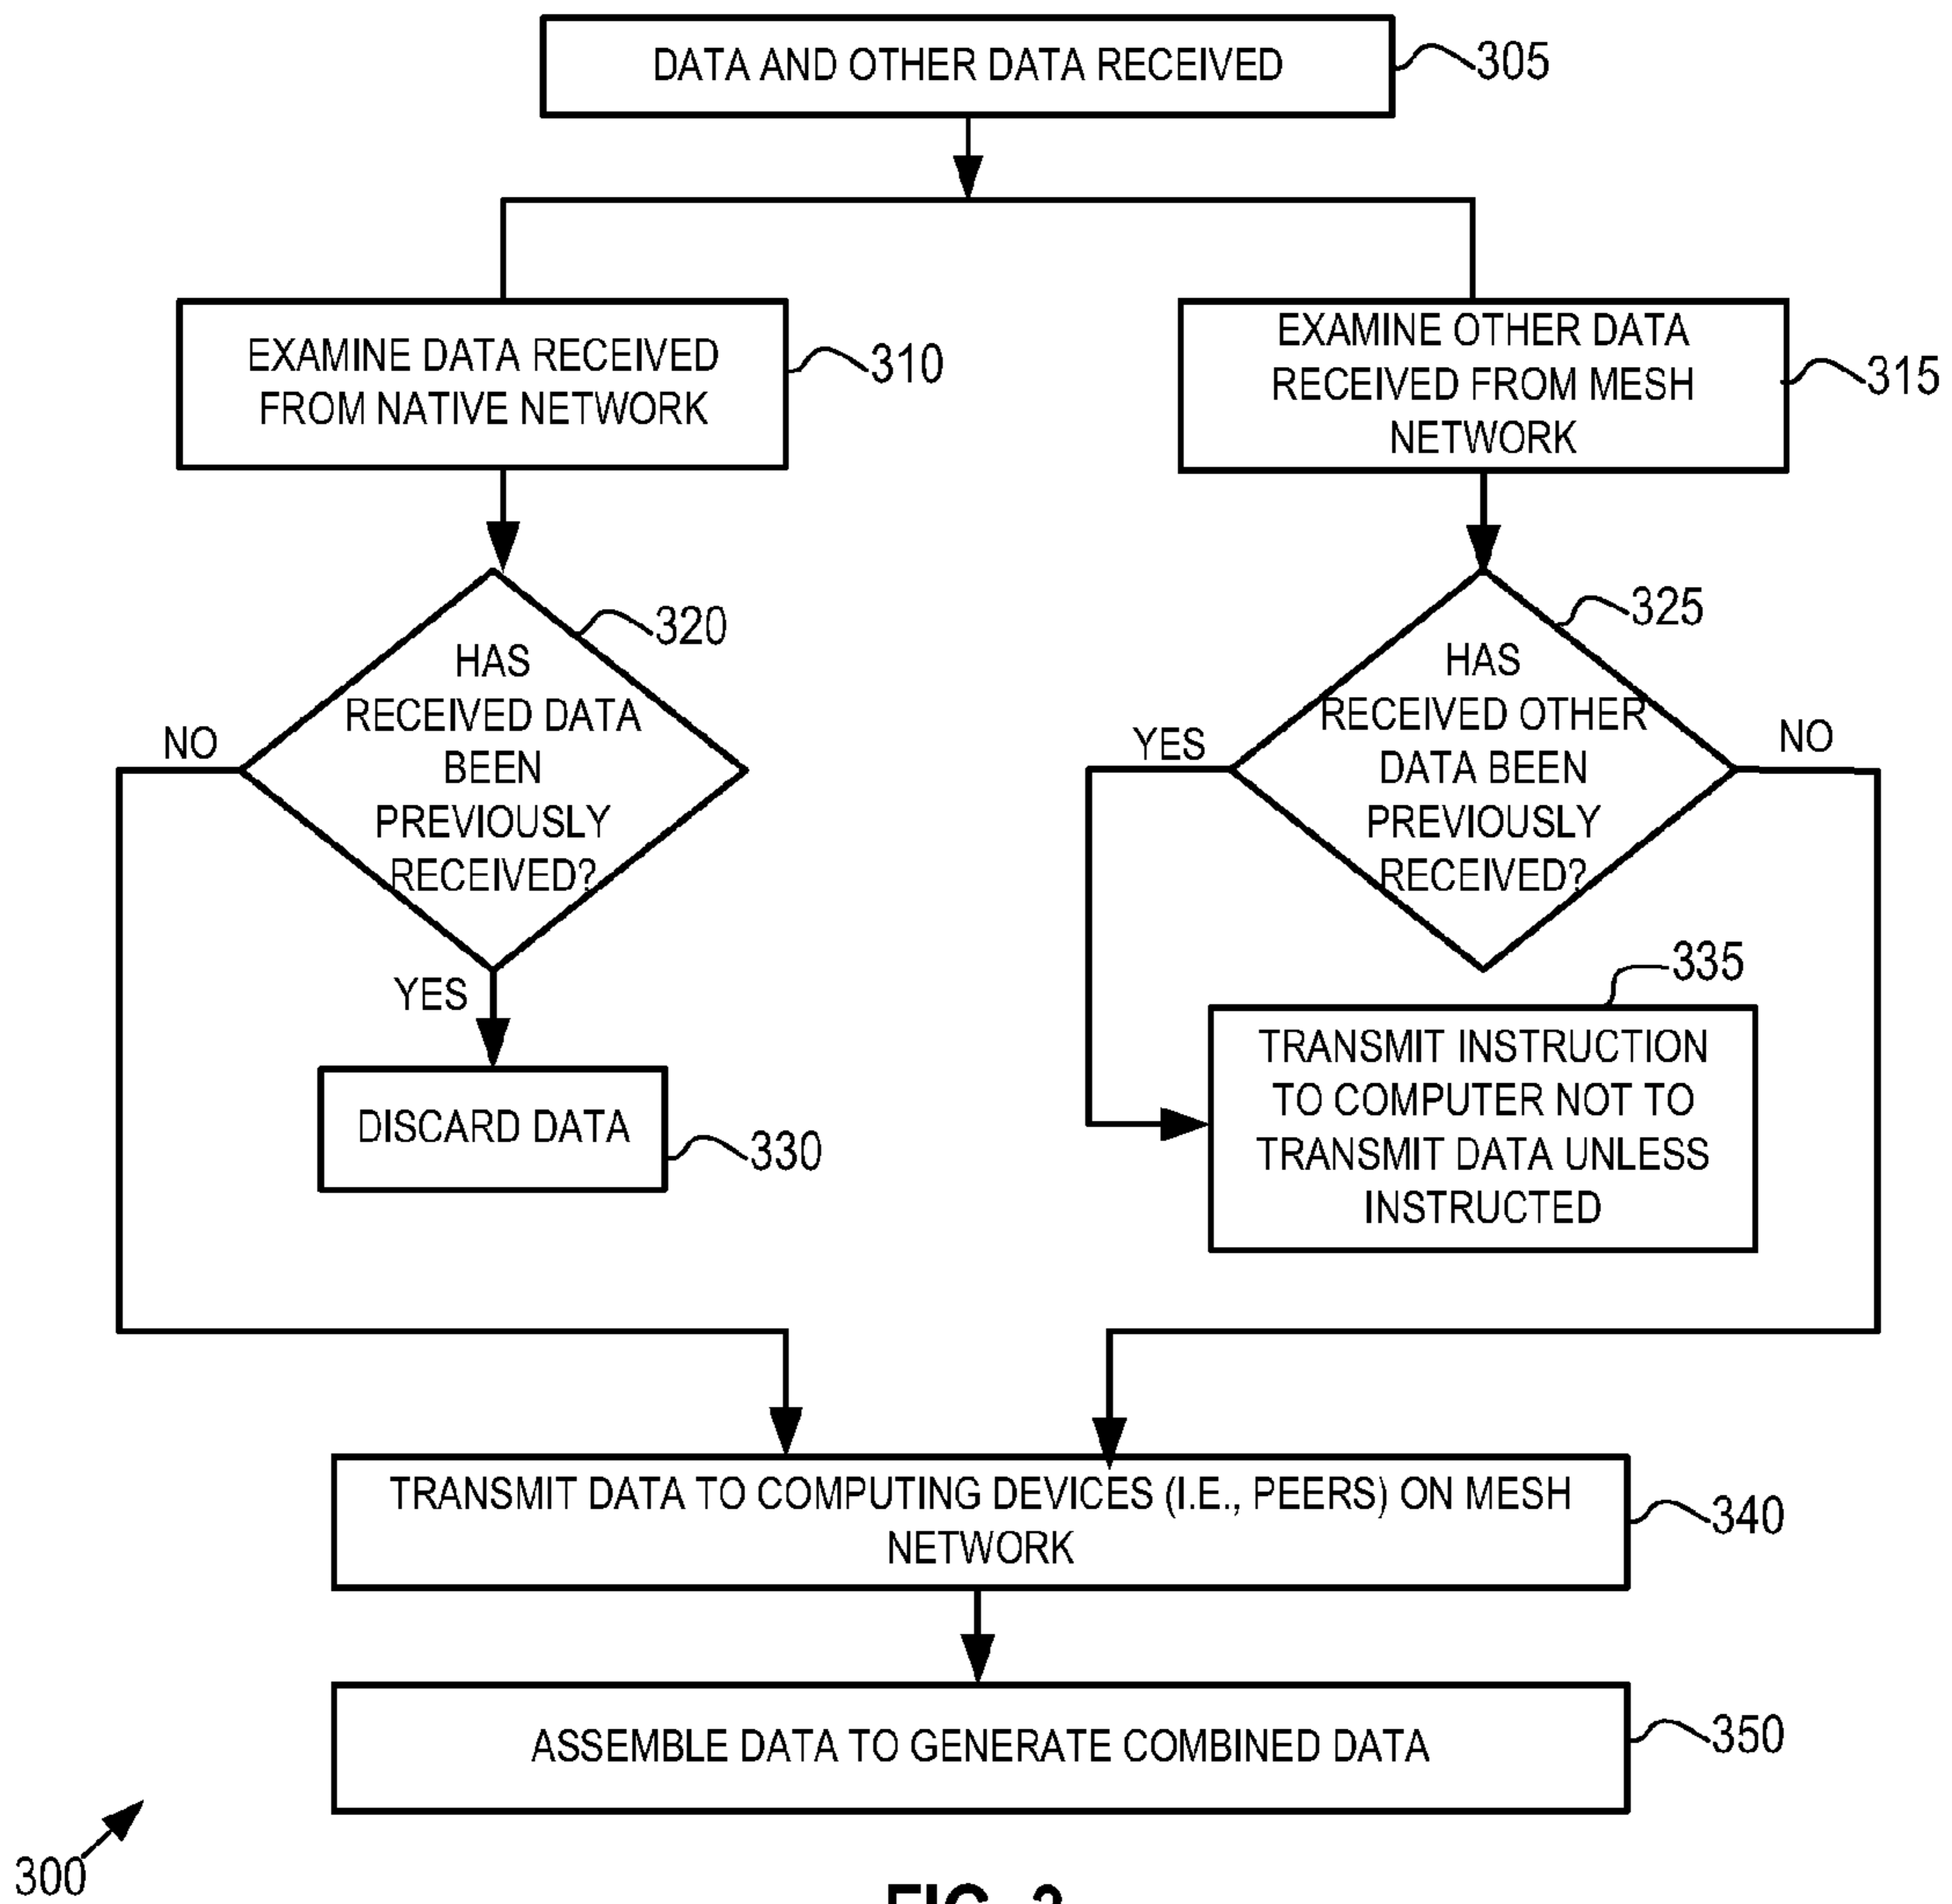 DATA AND OTHER DATA RECEIVED
305
EXAMINE DATA RECEIVED
FROM NATIVE NETWORK
310
EXAMINE OTHER DATA
RECEIVED FROM MESH
NETWORK
315
HAS
RECEIVED DATA
BEEN
PREVIOUSLY
RECEIVED?
320
NO
YES
HAS
RECEIVED OTHER
DATA BEEN
PREVIOUSLY
RECEIVED?
325
YES
NO
DISCARD DATA
330
TRANSMIT INSTRUCTION
TO COMPUTER NOT TO
TRANSMIT DATA UNLESS
INSTRUCTED
335
TRANSMIT DATA TO COMPUTING DEVICES (I.E., PEERS) ON MESH
NETWORK
340
ASSEMBLE DATA TO GENERATE COMBINED DATA
350
300
FIG. 3